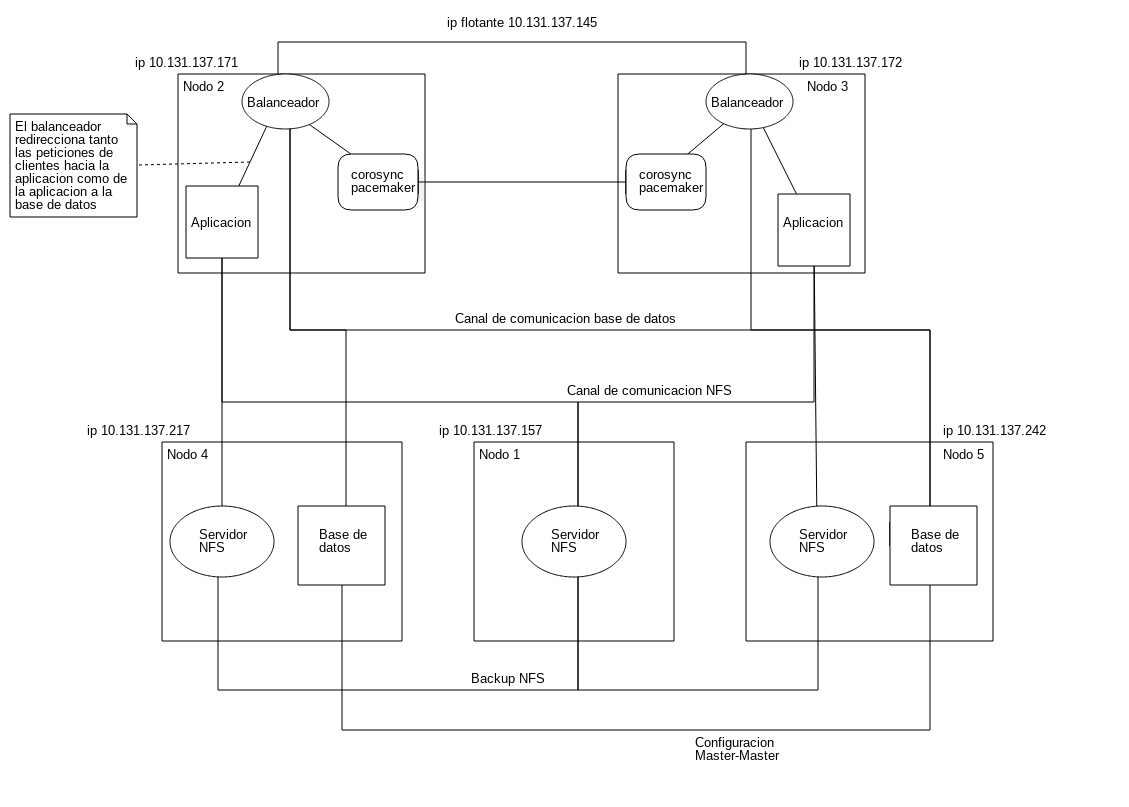 ip flotante 10.131.137.145
ip 10.131.137.171
ip 10.131.137.172
Nodo 2
Nodo 3
Balanceador
Balanceador
El balanceador
redirecciona tanto
las peticiones de
clientes hacia la
aplicacion como de
la aplicacion a la
base de datos
corosync
pacemaker
corosync
pacemaker
Aplicacion
Aplicacion
Canal de comunicacion base de datos
Canal de comunicacion NFS
ip 10.131.137.217
ip 10.131.137.157
ip 10.131.137.242
Nodo 4
Nodo 1
Nodo 5
Servidor
NFS
Base de
datos
Servidor
NFS
Servidor
NFS
Base de
datos
Backup NFS
Configuracion
Master-Master